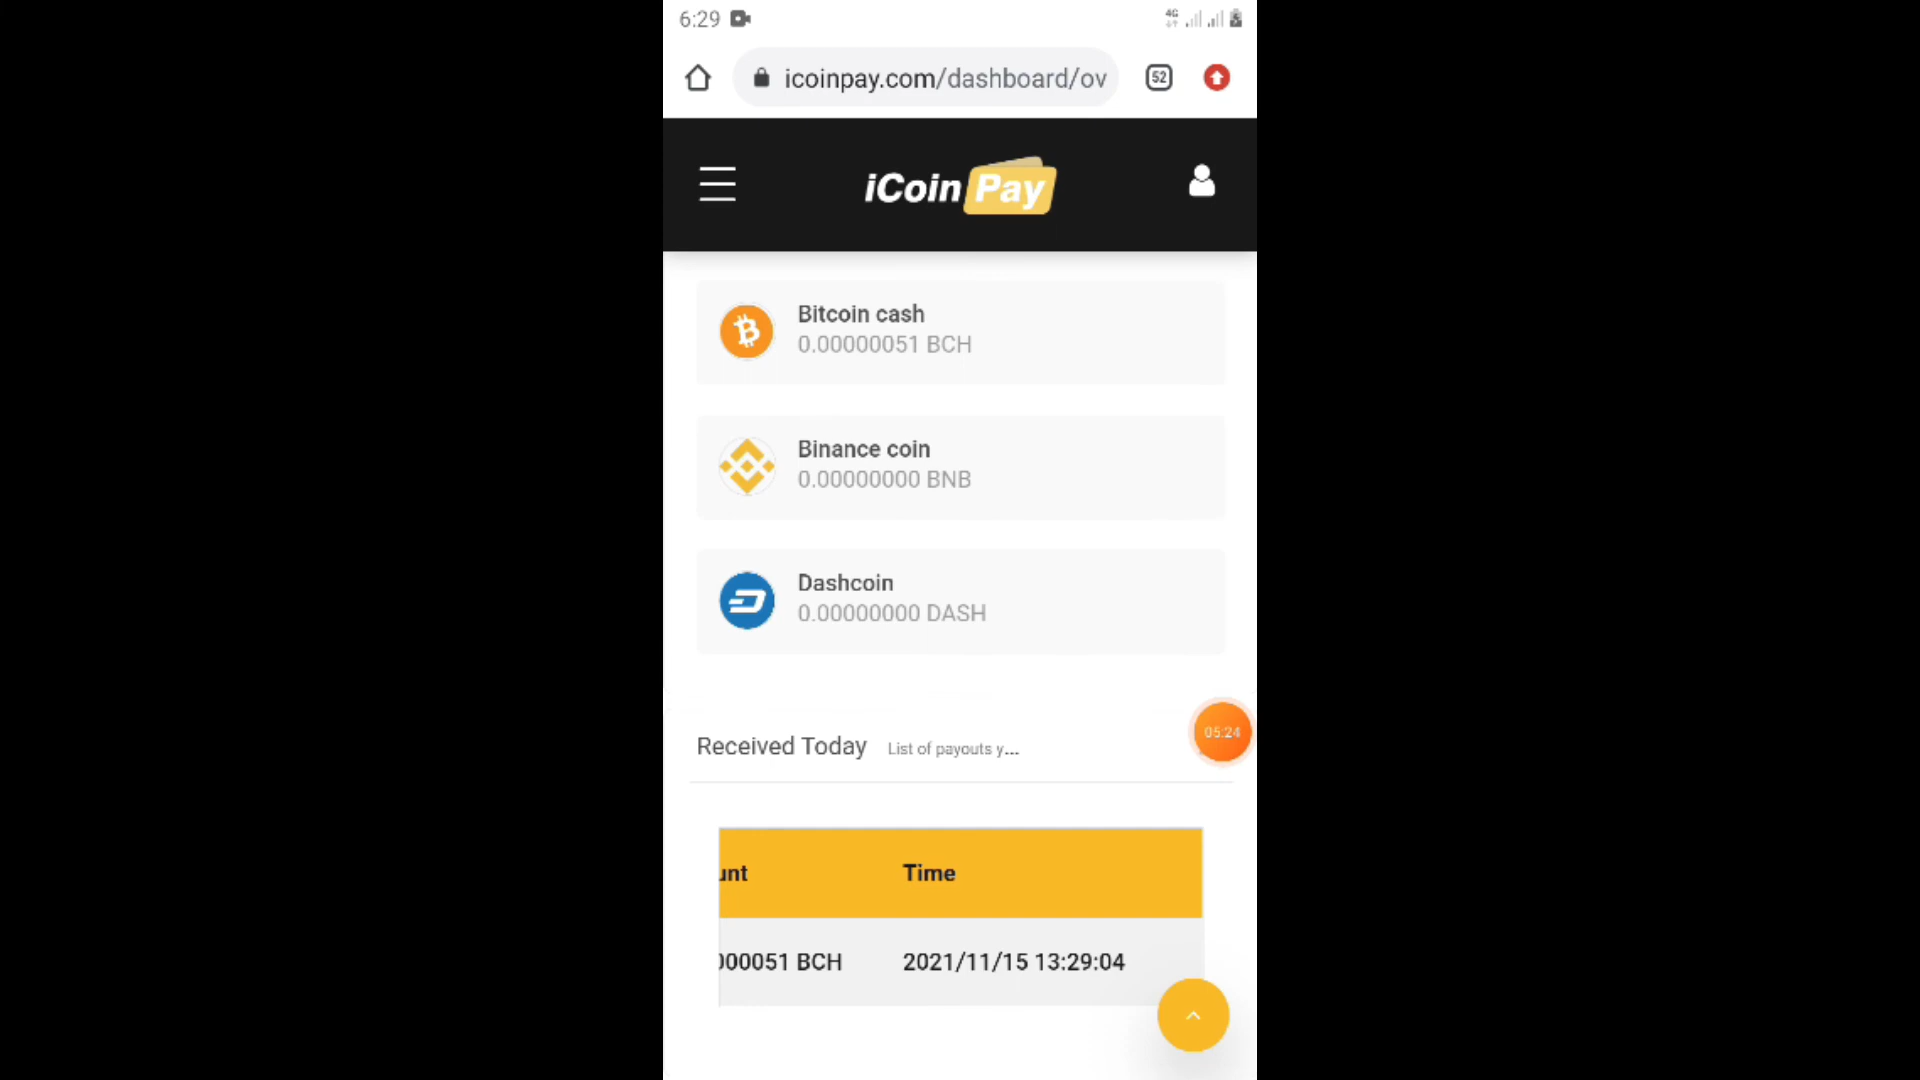 6:29
4G
icoinpay.com/dashboard/ov
52
iCoin Pay
Bitcoin cash
0.00000051 BCH
Binance coin
0.00000000 BNB
Dashcoin
0.00000000 DASH
Received Today List of payouts y...
05:24
unt Time
000051 BCH 2021/11/15 13:29:04